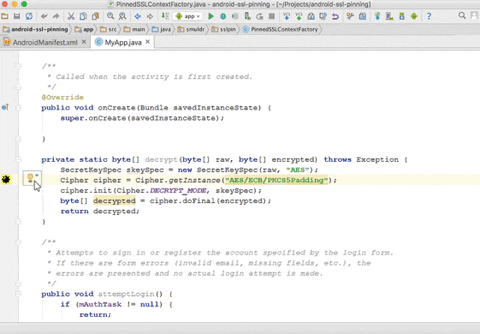 PinnedSSLContextFactory.java - android-ssl-pinning - [~/Projects/android-ssl-pinning]
android-ssl-pinning app src main java smuldr sslpin PinnedSSLContextFactory
app
AndroidManifest.xml MyApp.java
/**
* Called when the activity is first created.
*/
@Override
public void onCreate(Bundle savedInstanceState) {
super.onCreate(savedInstanceState);
}
private static byte[] decrypt(byte[] raw, byte[] encrypted) throws Exception {
SecretKeySpec skeySpec = new SecretKeySpec(raw, "AES");
Cipher cipher = Cipher.getInstance("AES/ECB/PKCS5Padding");
cipher.init(Cipher.DECRYPT_MODE, skeySpec);
byte[] decrypted = cipher.doFinal(encrypted);
return decrypted;
}
/**
* Attempts to sign in or register the account specified by the login form.
* If there are form errors (invalid email, missing fields, etc.), the
* errors are presented and no actual login attempt is made.
*/
public void attemptLogin() {
if (mAuthTask != null) {
return;